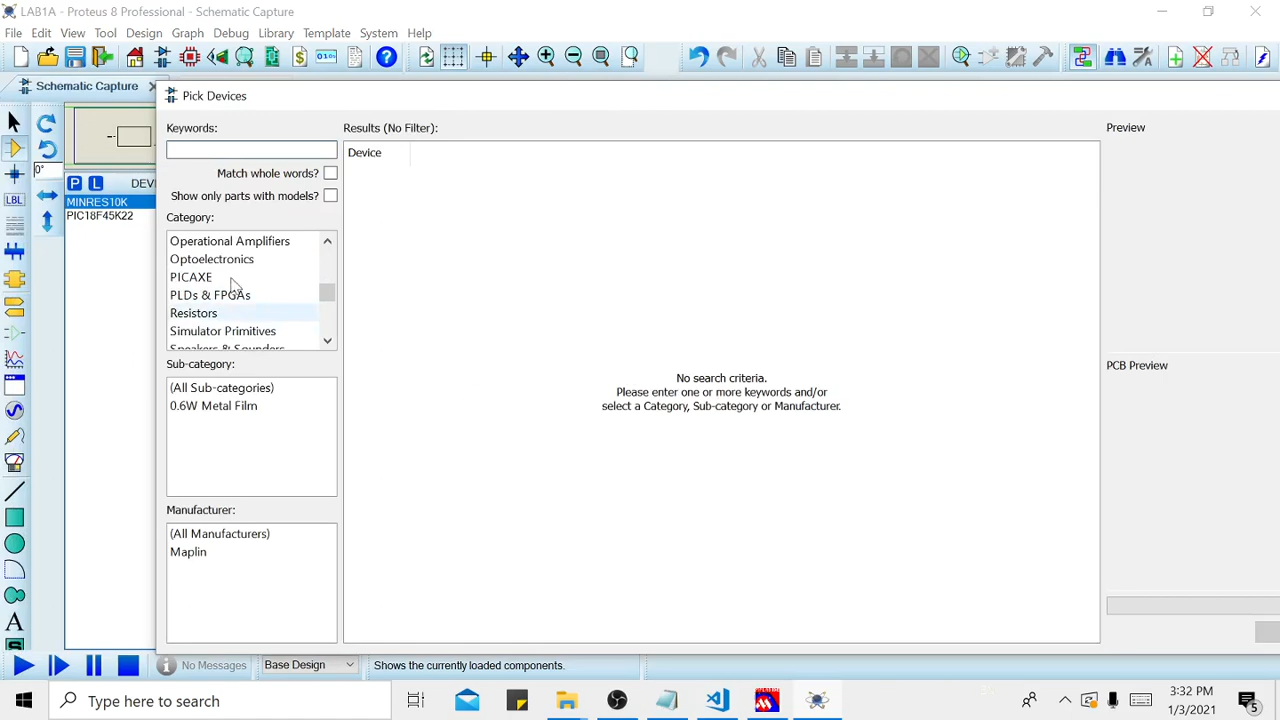 LAB1A - Proteus 8 Professional - Schematic Capture
File Edit View Tool Design Graph Debug Library Template System Help
Schematic Capture
Pick Devices
Keywords:
Results (No Filter):
Preview
Device
0°
Match whole words?
P L DEV
Show only parts with models?
LBL
MINRES10K
PIC18F45K22
Category:
Operational Amplifiers
Optoelectronics
PICAXE
PLDs & FPGAs
Resistors
Simulator Primitives
Speakers & Sounders
Sub-category:
PCB Preview
(All Sub-categories)
0.6W Metal Film
No search criteria.
Please enter one or more keywords and/or
select a Category, Sub-category or Manufacturer.
Manufacturer:
(All Manufacturers)
Maplin
A
S
No Messages
Base Design
Shows the currently loaded components.
Type here to search
3:32 PM
1/3/2021
5